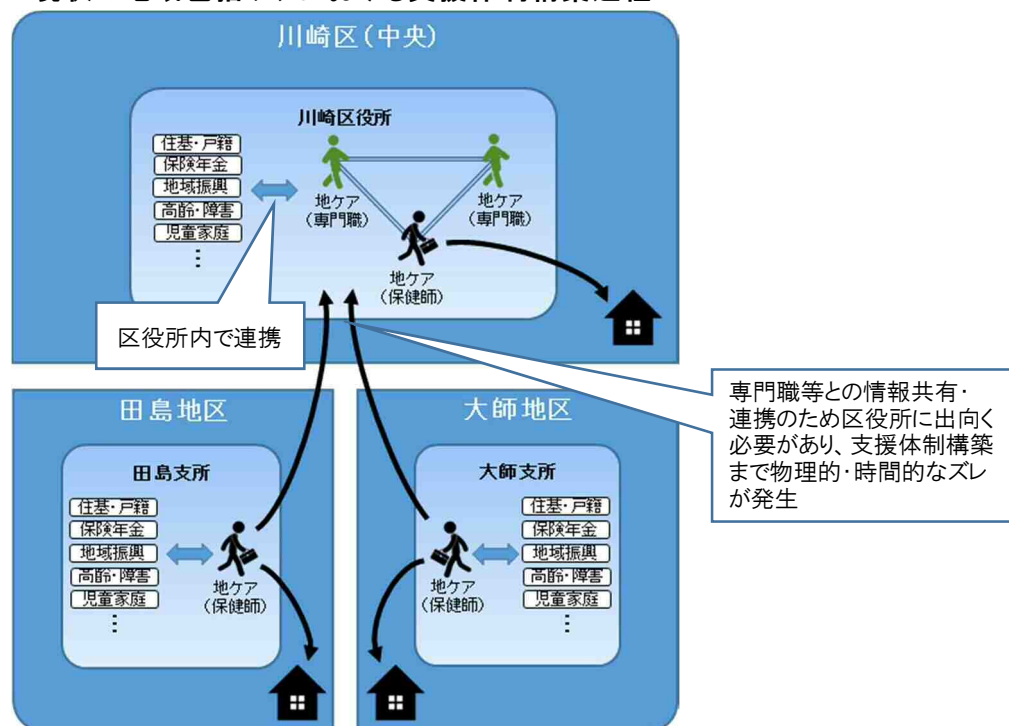 川崎区(中央)
川崎区役所
住基・戸籍
保険年金
地域振興
高齢・障害
児童家庭
⋮
地ケア
(専門職)
地ケア
(専門職)
地ケア
(保健師)
区役所内で連携
専門職等との情報共有・
連携のため区役所に出向く
必要があり、支援体制構築
まで物理的・時間的なズレ
が発生
田島地区
田島支所
住基・戸籍
保険年金
地域振興
高齢・障害
児童家庭
⋮
地ケア
(保健師)
大師地区
大師支所
地ケア
(保健師)
住基・戸籍
保険年金
地域振興
高齢・障害
児童家庭
⋮